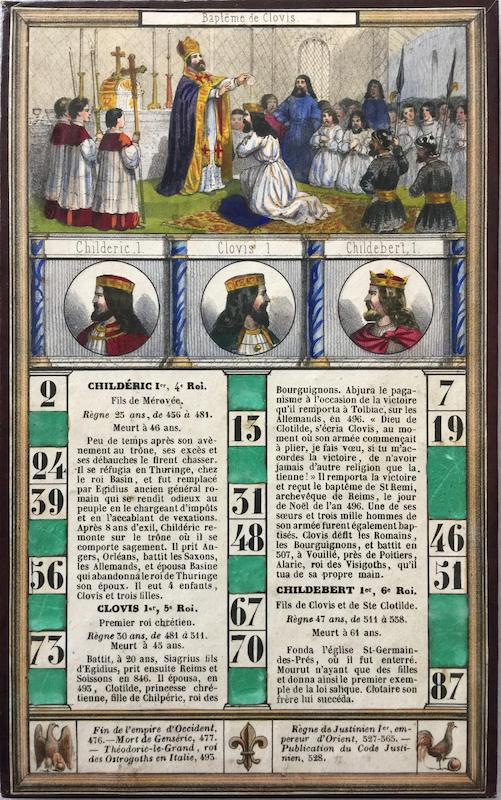 Baptême de Clovis.
Childeric. 1.
Clovis 1
Childebert, 1.
2
24
39
56
73
CHILDÉRIC Ier, 4e Roi.
Fils de Mérovée.
Règne 25 ans, de 456 à 481.
Meurt à 46 ans.
Peu de temps après son avè-
nement au trône, ses excès et
ses débauches le firent chasser.
Il se réfugia en Thuringe, chez
le roi Basin, et fut remplacé
par Egidius ancien général ro-
main qui se rendit odieux au
peuple en le chargeant d'impôts
et en l'accablant de vexations.
Après 8 ans d'exil, Childéric re-
monte sur le trône où il se
comporte sagement. Il prit An-
gers, Orléans, battit les Saxons,
les Allemands, et épousa Basine
qui abandonna le roi de Thuringe
son époux. Il eut 4 enfants,
Clovis et trois filles.
CLOVIS 1er, 5e Roi.
Premier roi chrétien.
Règne 30 ans, de 481 à 511.
Meurt à 45 ans.
Battit, à 20 ans, Siagrius fils
d'Egidius, prit ensuite Reims et
Soissons en 846. Il épousa, en
493, Clotilde, princesse chré-
tienne, fille de Chilpéric, roi des
13
31
48
67
70
Bourguignons. Abjura le paga-
nisme à l'occasion de la victoire
qu'il remporta à Tolbiac, sur les
Allemands, en 496. « Dieu de
Clotilde, s'écria Clovis, au mo-
ment où son armée commençait
à plier, je fais vœu, si tu m'ac-
cordes la victoire, de n'avoir
jamais d'autre religion que la
tienne ! » Il remporta la victoire
et reçut le baptême de St Remi,
archevêque de Reims, le jour
de Noël de l'an 496. Une de ses
sœurs et trois mille hommes de
son armée furent également bap-
tisés. Clovis défit les Romains,
les Bourguignons, et battit en
507, à Vouillé, près de Poitiers,
Alaric, roi des Visigoths, qu'il
tua de sa propre main.
CHILDEBERT 1er, 6e Roi.
Fils de Clovis et de Ste Clotilde.
Règne 47 ans, de 511 à 558.
Meurt à 61 ans.
Fonda l'église St-Germain-
des-Prés, où il fut enterré.
Mourut n'ayant que des filles
et donna ainsi le premier exem-
ple de la loi salique. Clotaire son
frère lui succéda.
7
19
46
51
87
Fin de l'empire d'Occident,
476.—Mort de Genséric, 477.
— Théodoric-le-Grand, roi
des Ostrogoths en Italie, 493
Règne de Justinien Ier, em-
pereur d'Orient, 527-565.—
Publication du Code Justi-
nien, 528.